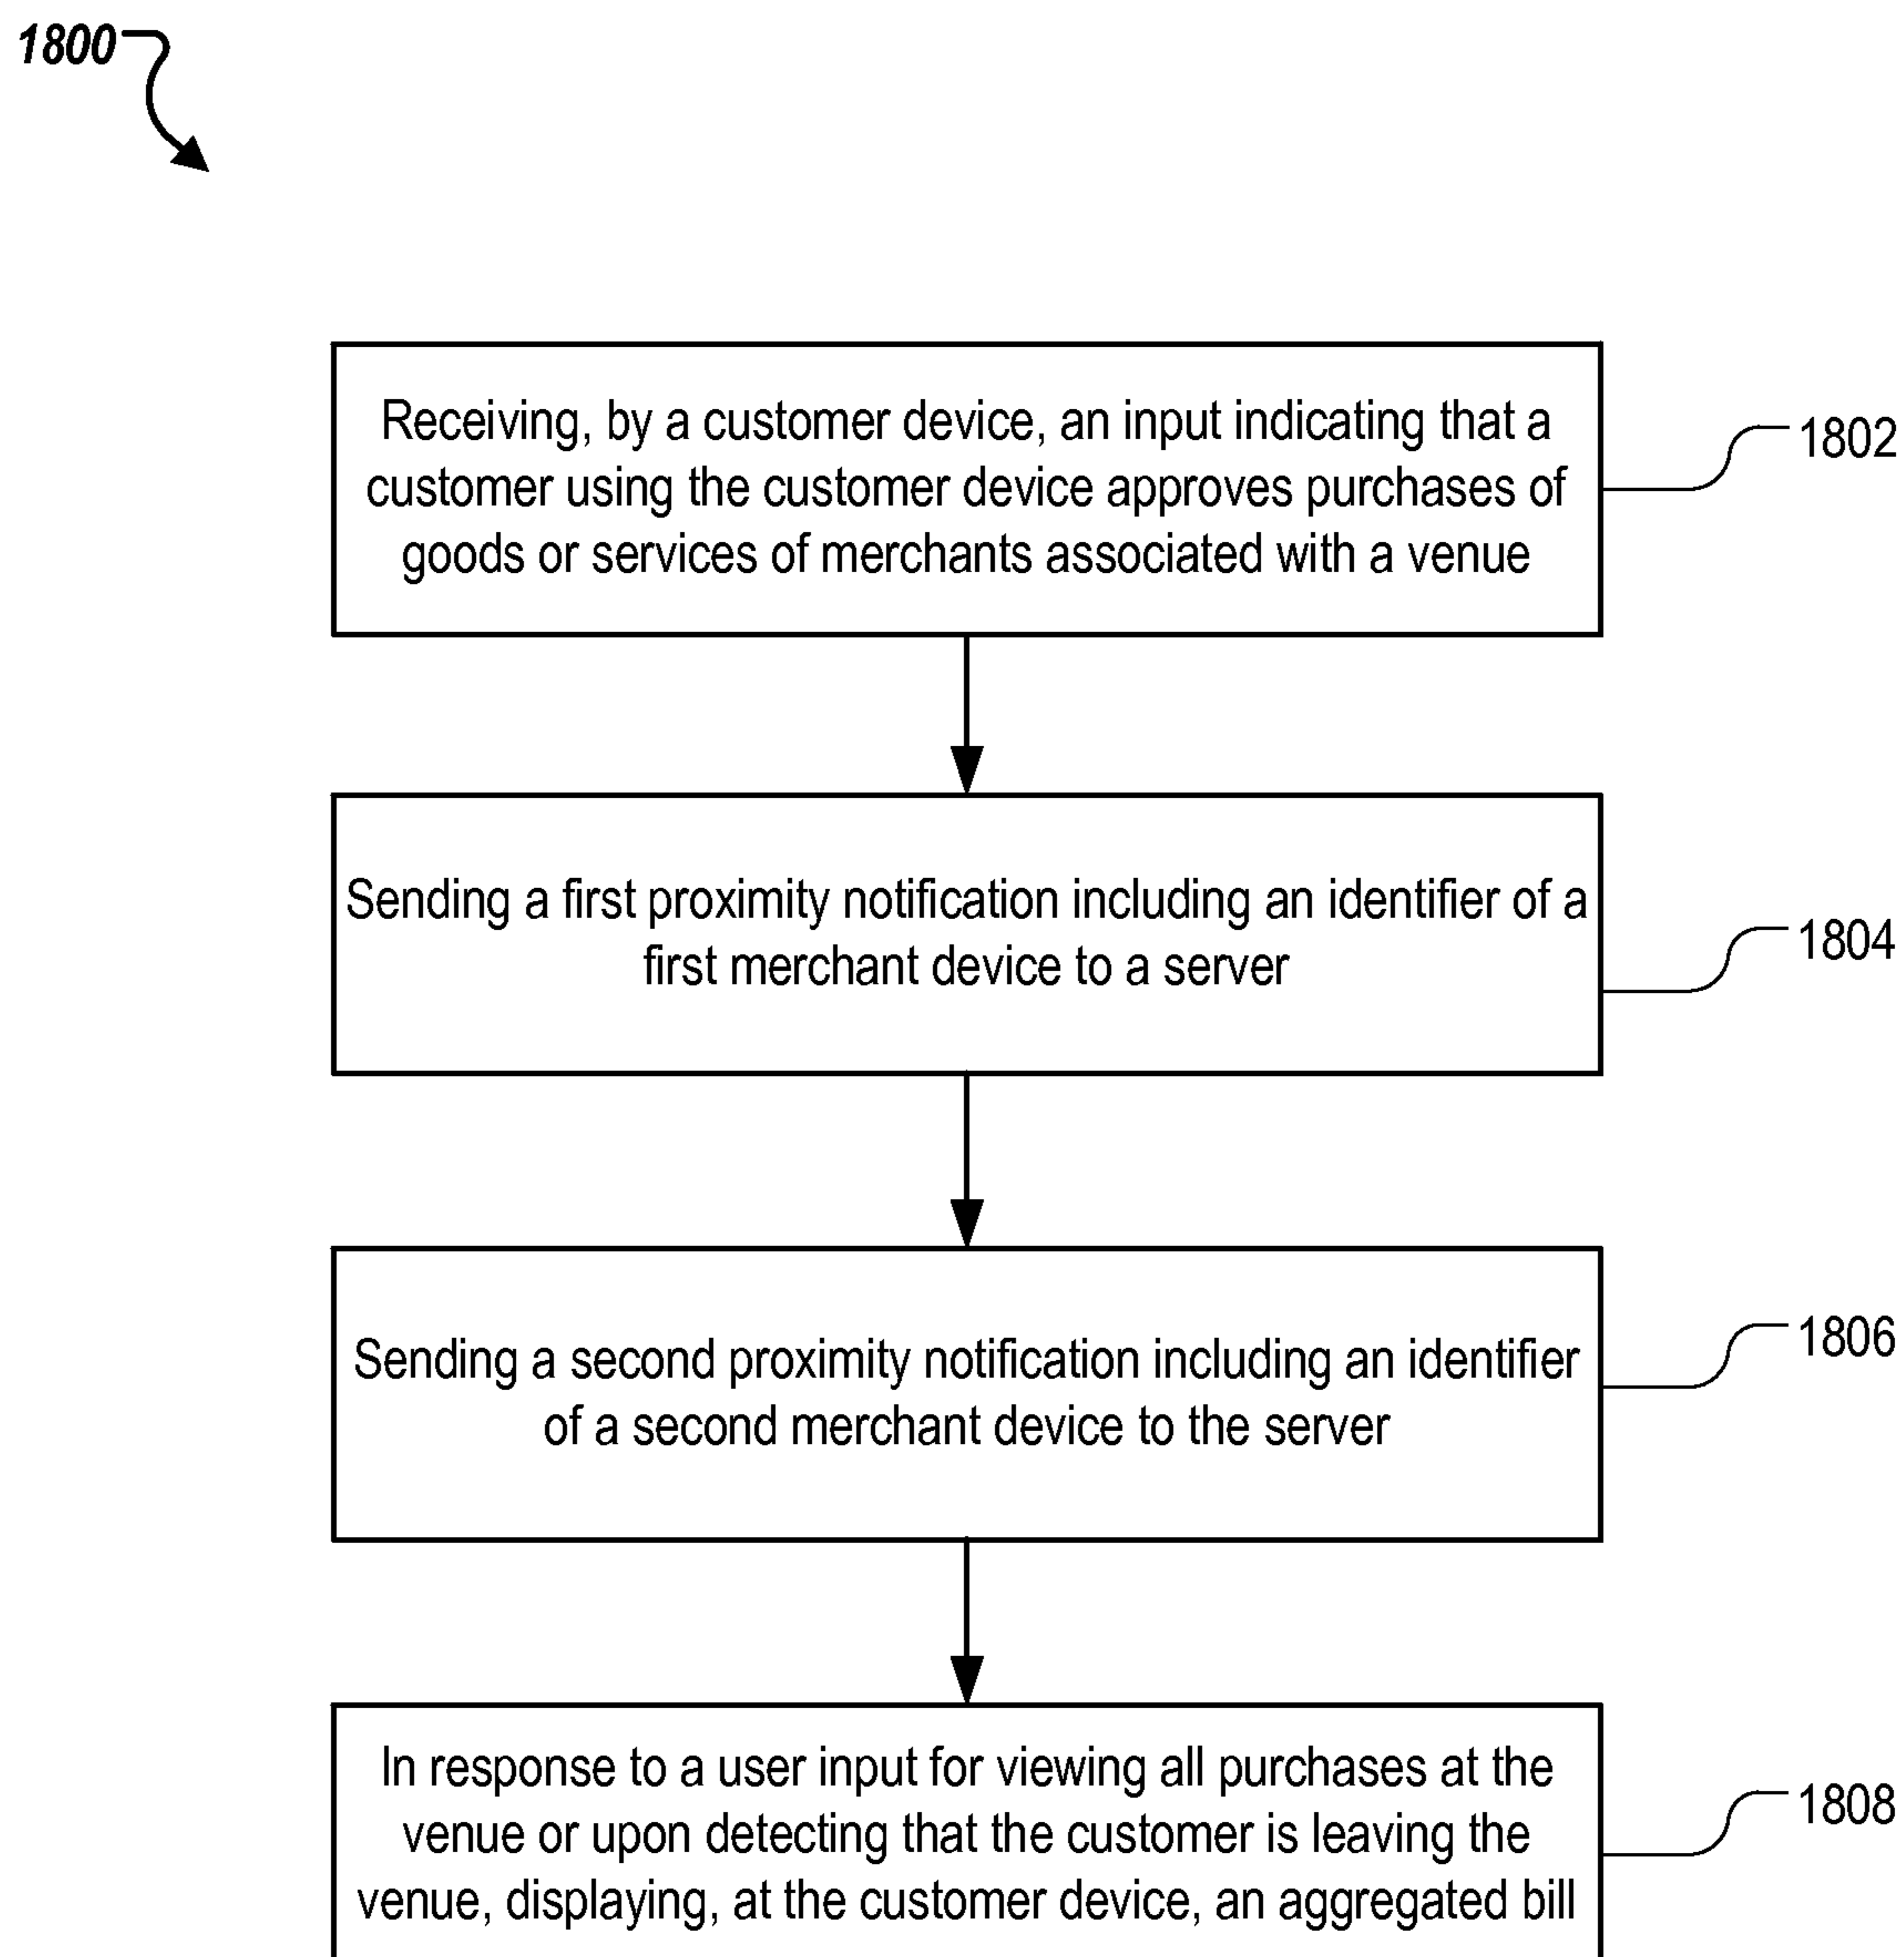 1800
Receiving, by a customer device, an input indicating that a
customer using the customer device approves purchases of
goods or services of merchants associated with a venue
1802
Sending a first proximity notification including an identifier of a
first merchant device to a server
1804
Sending a second proximity notification including an identifier
of a second merchant device to the server
1806
In response to a user input for viewing all purchases at the
venue or upon detecting that the customer is leaving the
venue, displaying, at the customer device, an aggregated bill
1808